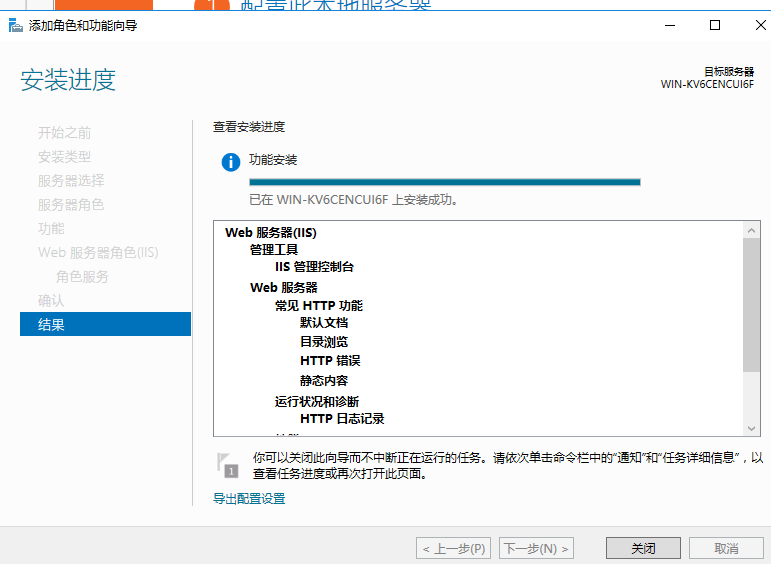 添加角色和功能向导
安装进度
目标服务器
WIN-KV6CENCUI6F
开始之前
安装类型
服务器选择
服务器角色
功能
Web 服务器角色(IIS)
角色服务
确认
结果
查看安装进度
功能安装
已在 WIN-KV6CENCUI6F 上安装成功。
Web 服务器(IIS)
管理工具
IIS 管理控制台
Web 服务器
常见 HTTP 功能
默认文档
目录浏览
HTTP 错误
静态内容
运行状况和诊断
HTTP 日志记录
1
你可以关闭此向导而不中断正在运行的任务。请依次单击命令栏中的"通知"和"任务详细信息"，以
查看任务进度或再次打开此页面。
导出配置设置
< 上一步(P)
下一步(N) >
关闭
取消